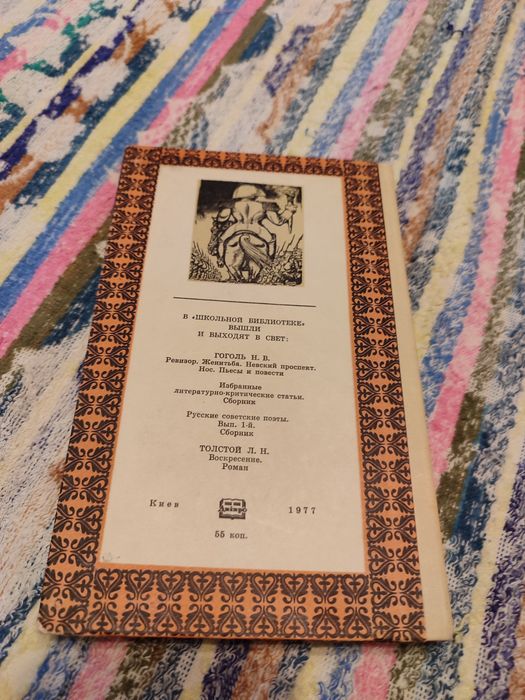 В «ШКОЛЬНОЙ БИБЛИОТЕКЕ»
ВЫШЛИ
И ВЫХОДЯТ В СВЕТ:
ГОГОЛЬ Н. В.
Ревизор. Женитьба. Невский проспект.
Нос. Пьесы и повести
Избранные
литературно-критические статьи.
Сборник
Русские советские поэты.
Вып. 1-й.
Сборник
ТОЛСТОЙ Л. Н.
Воскресение.
Роман
Киев Дніпро 1977
55 коп.